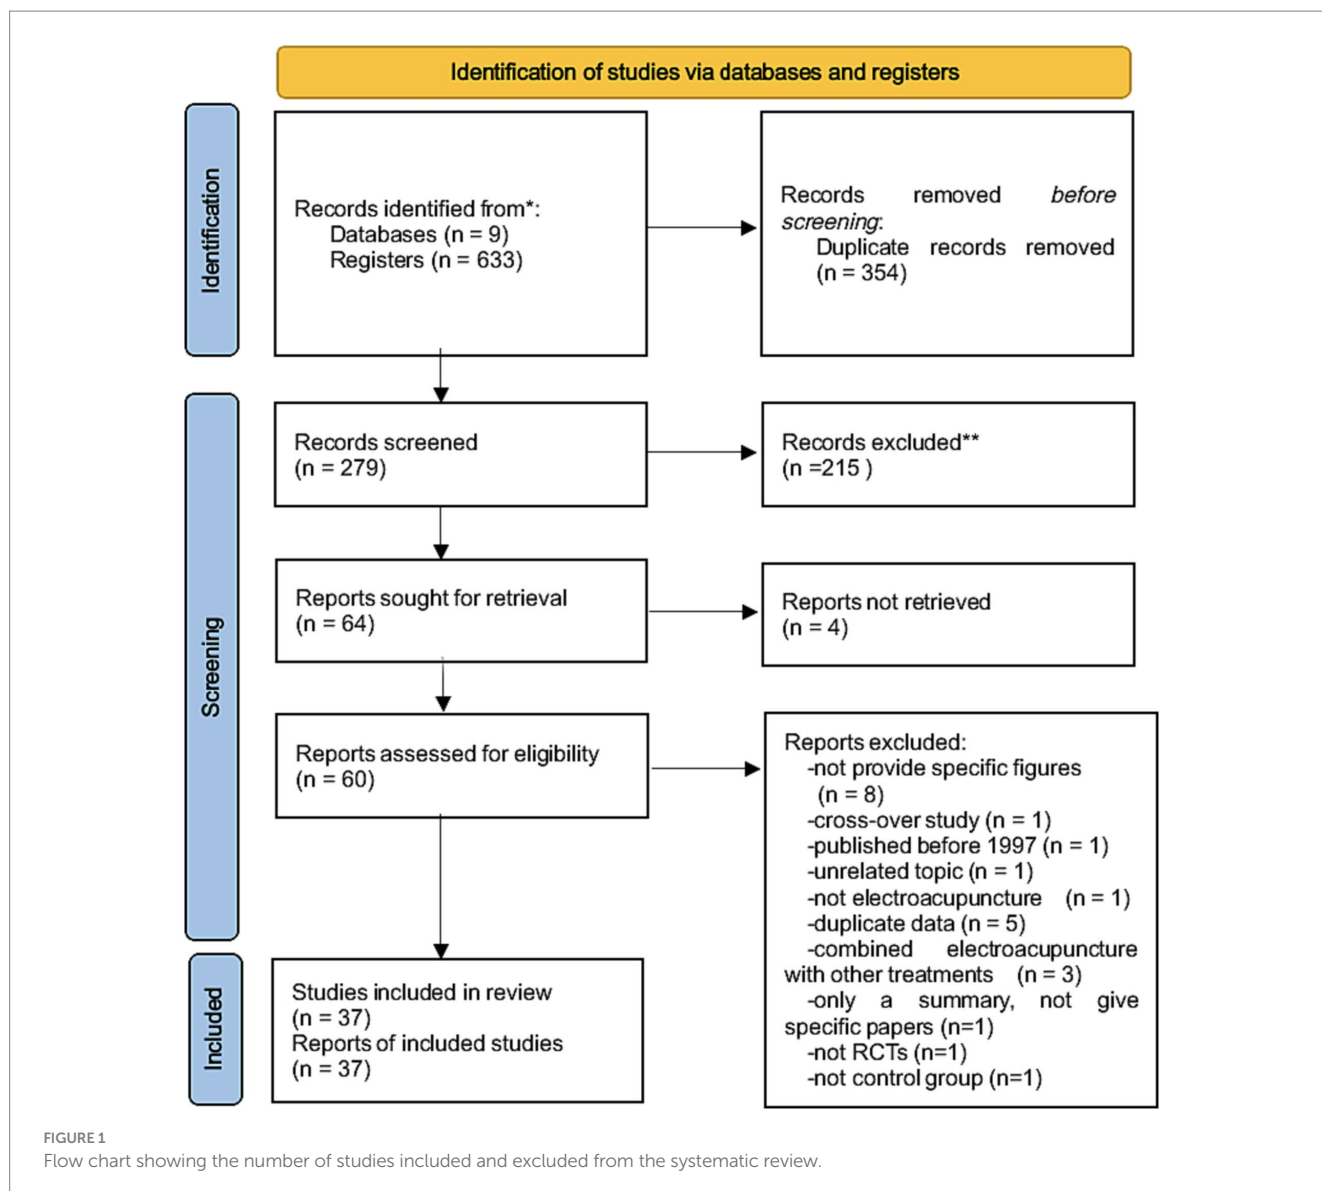 Identification of studies via databases and registers
Identification
Records identified from*:
Databases (n = 9)
Registers (n = 633)
Records removed before
screening:
Duplicate records removed
(n = 354)
Screening
Records screened
(n = 279)
Records excluded**
(n =215 )
Reports sought for retrieval
(n = 64)
Reports not retrieved
(n = 4)
Reports assessed for eligibility
(n = 60)
Reports excluded:
-not provide specific figures
(n = 8)
-cross-over study (n = 1)
-published before 1997 (n = 1)
-unrelated topic (n = 1)
-not electroacupuncture (n = 1)
-duplicate data (n = 5)
-combined electroacupuncture
with other treatments (n = 3)
-only a summary, not give
specific papers (n=1)
-not RCTs (n=1)
-not control group (n=1)
Included
Studies included in review
(n = 37)
Reports of included studies
(n = 37)
FIGURE 1
Flow chart showing the number of studies included and excluded from the systematic review.